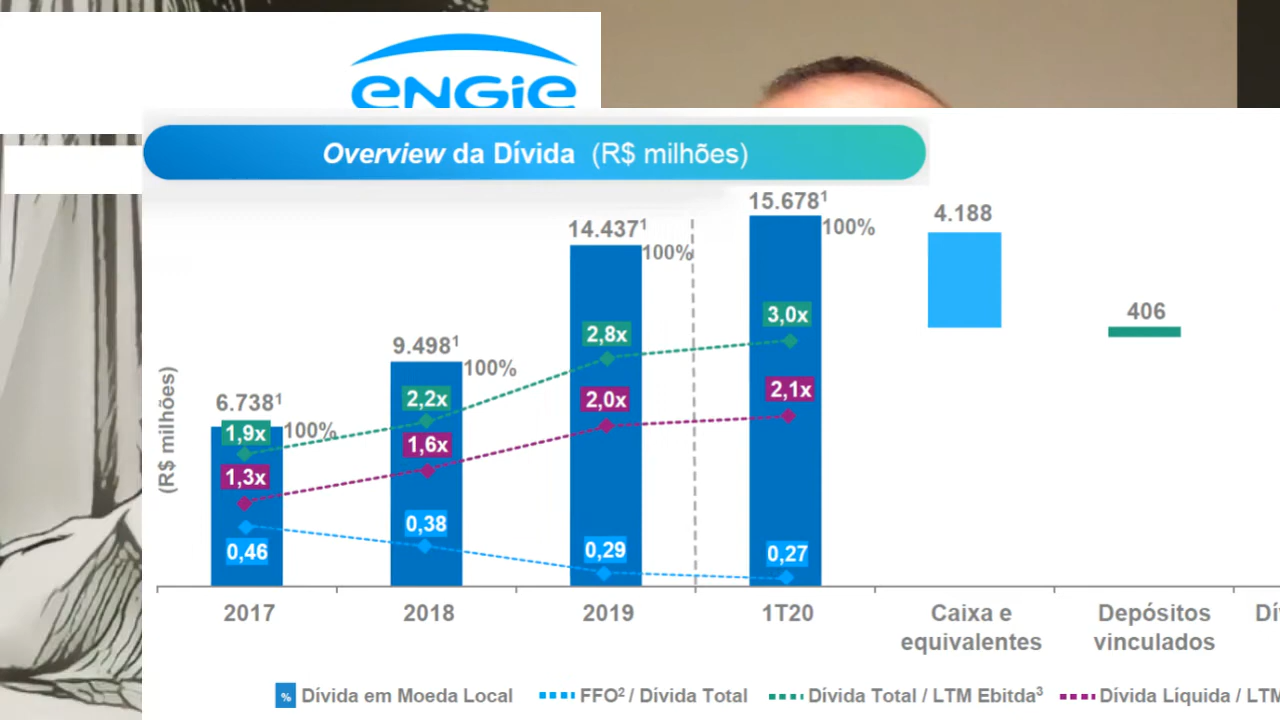 ENGIE
Overview da Dívida (R$ milhões)
15.678¹
4.188
14.437¹
100%
100%
406
3,0x
2,8x
9.498¹
100%
2,1x
2,2x
2,0x
6.738¹
100%
1,9x
1,6x
1,3x
0,38
0,46
0,29
0,27
(R$ milhões)
2017
2018
2019
1T20
Caixa e
equivalentes
Depósitos
vinculados
% Dívida em Moeda Local
FFO² / Dívida Total
Dívida Total / LTM Ebitda³
Dívida Líquida / LTM